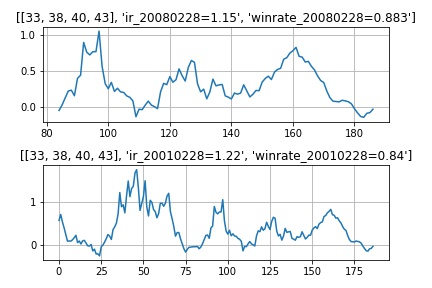 [[33, 38, 40, 43], 'ir_20080228=1.15', 'winrate_20080228=0.883']
1.0
0.5
0.0
80 100 120 140 160 180
[[33, 38, 40, 43], 'ir_20010228=1.22', 'winrate_20010228=0.84']
1
0
0 25 50 75 100 125 150 175